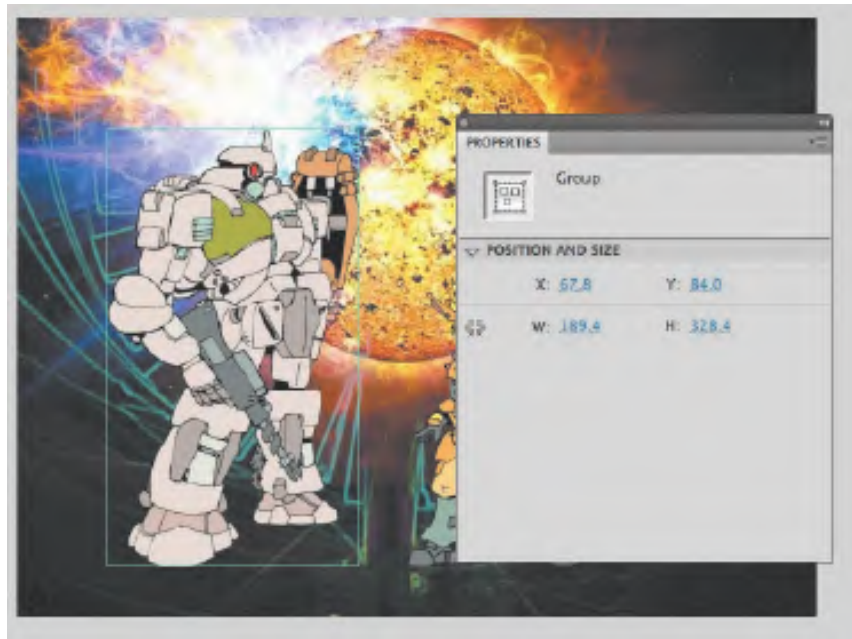 PROPERTIES
Group
POSITION AND SIZE
X: 67.8 Y: 84.0
W: 189.4 H: 328.4